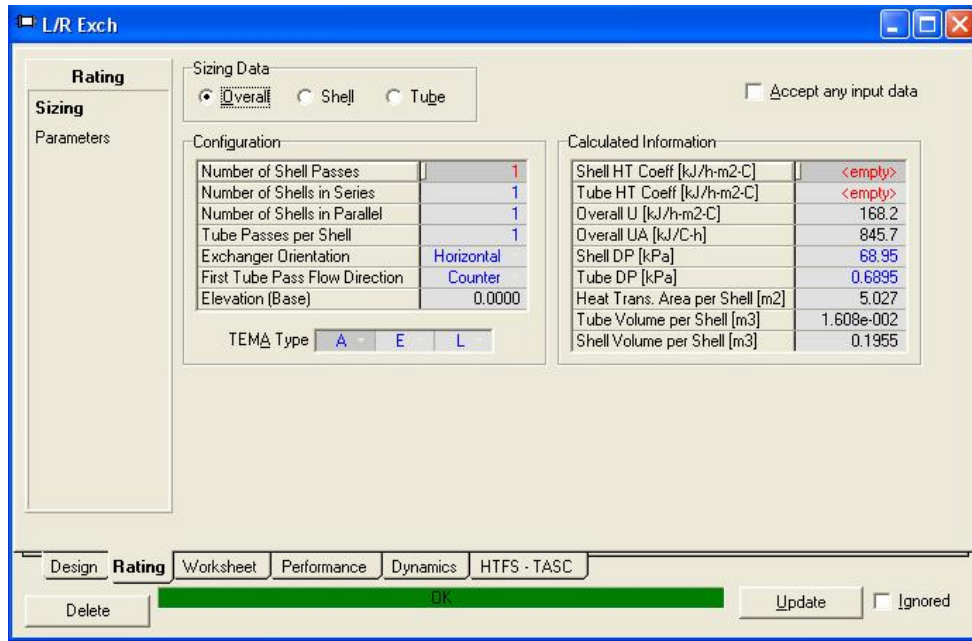 L/R Exch
Rating
Sizing
Parameters
Sizing Data
Overall Shell Tube
Accept any input data
Configuration
Number of Shell Passes 1
Number of Shells in Series 1
Number of Shells in Parallel 1
Tube Passes per Shell 1
Exchanger Orientation Horizontal
First Tube Pass Flow Direction Counter
Elevation (Base) 0.0000
TEMA Type A E L
Calculated Information
Shell HT Coeff [kJ/h-m2-C] <empty>
Tube HT Coeff [kJ/h-m2-C] <empty>
Overall U [kJ/h-m2-C] 168.2
Overall UA [kJ/C-h] 845.7
Shell DP [kPa] 68.95
Tube DP [kPa] 0.6895
Heat Trans. Area per Shell [m2] 5.027
Tube Volume per Shell [m3] 1.608e-002
Shell Volume per Shell [m3] 0.1955
Design Rating Worksheet Performance Dynamics HTFS - TASC
Delete OK Update Ignored